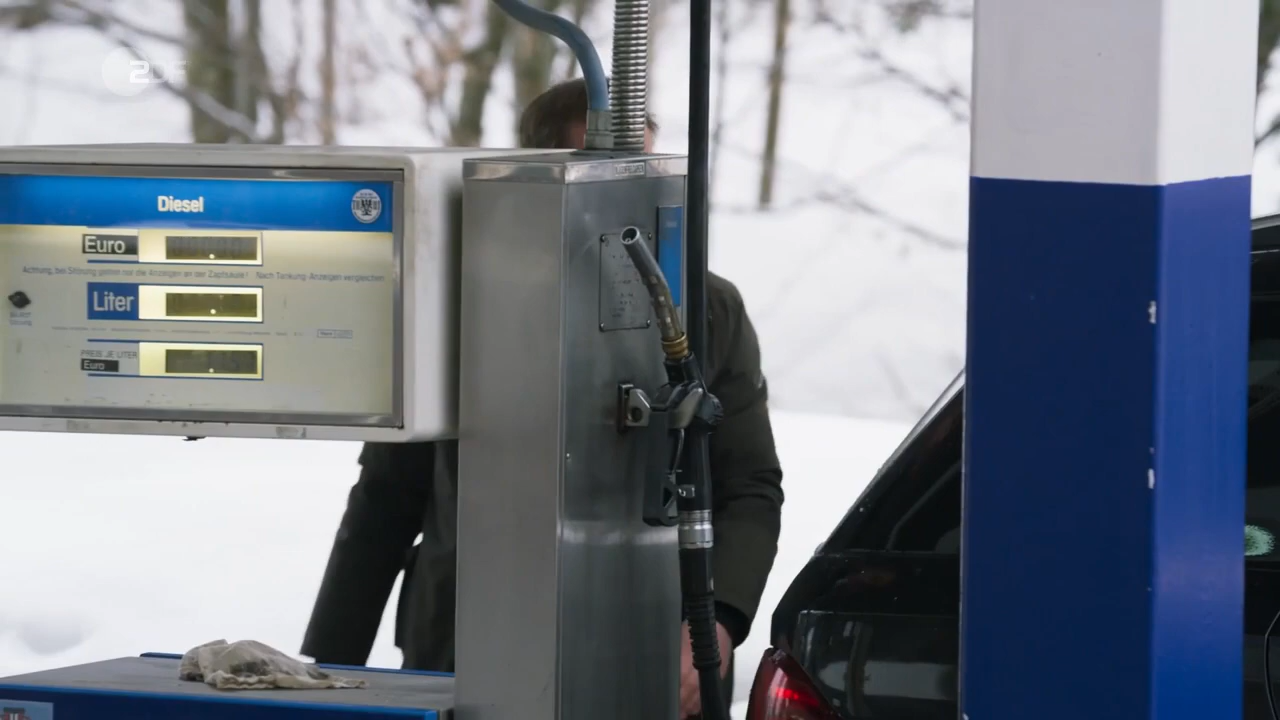 ZDF
Diesel
Euro
Achtung, bei Störung gelten nur die Anzeigen an der Zapfsäule! Nach Tankung-Anzeigen vergleichen
Liter
PREIS JE LITER
Euro